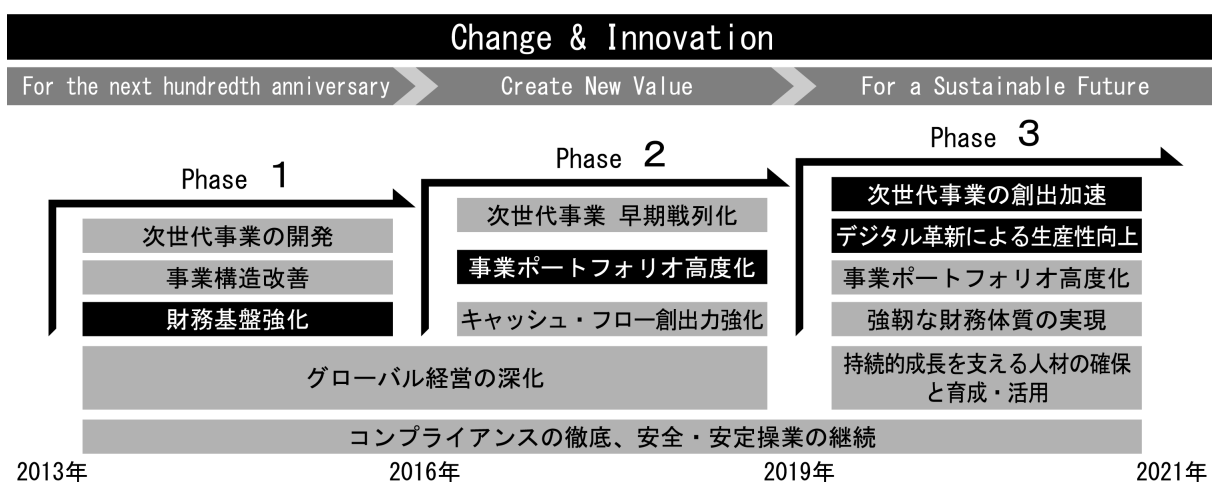 Change & Innovation
For the next hundredth anniversary
Create New Value
For a Sustainable Future
Phase 1
次世代事業の開発
事業構造改善
財務基盤強化
Phase 2
次世代事業 早期戦列化
事業ポートフォリオ高度化
キャッシュ・フロー創出力強化
Phase 3
次世代事業の創出加速
デジタル革新による生産性向上
事業ポートフォリオ高度化
強靭な財務体質の実現
持続的成長を支える人材の確保
と育成・活用
グローバル経営の深化
コンプライアンスの徹底、安全・安定操業の継続
2013年
2016年
2019年
2021年